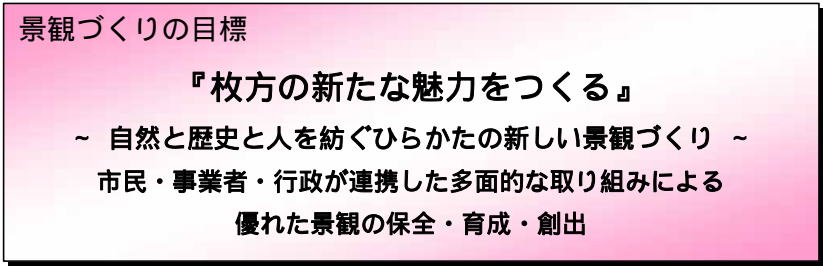 景観づくりの目標
『枚方の新たな魅力をつくる』
~ 自然と歴史と人を紡ぐひらかたの新しい景観づくり ~
市民・事業者・行政が連携した多面的な取り組みによる
優れた景観の保全・育成・創出